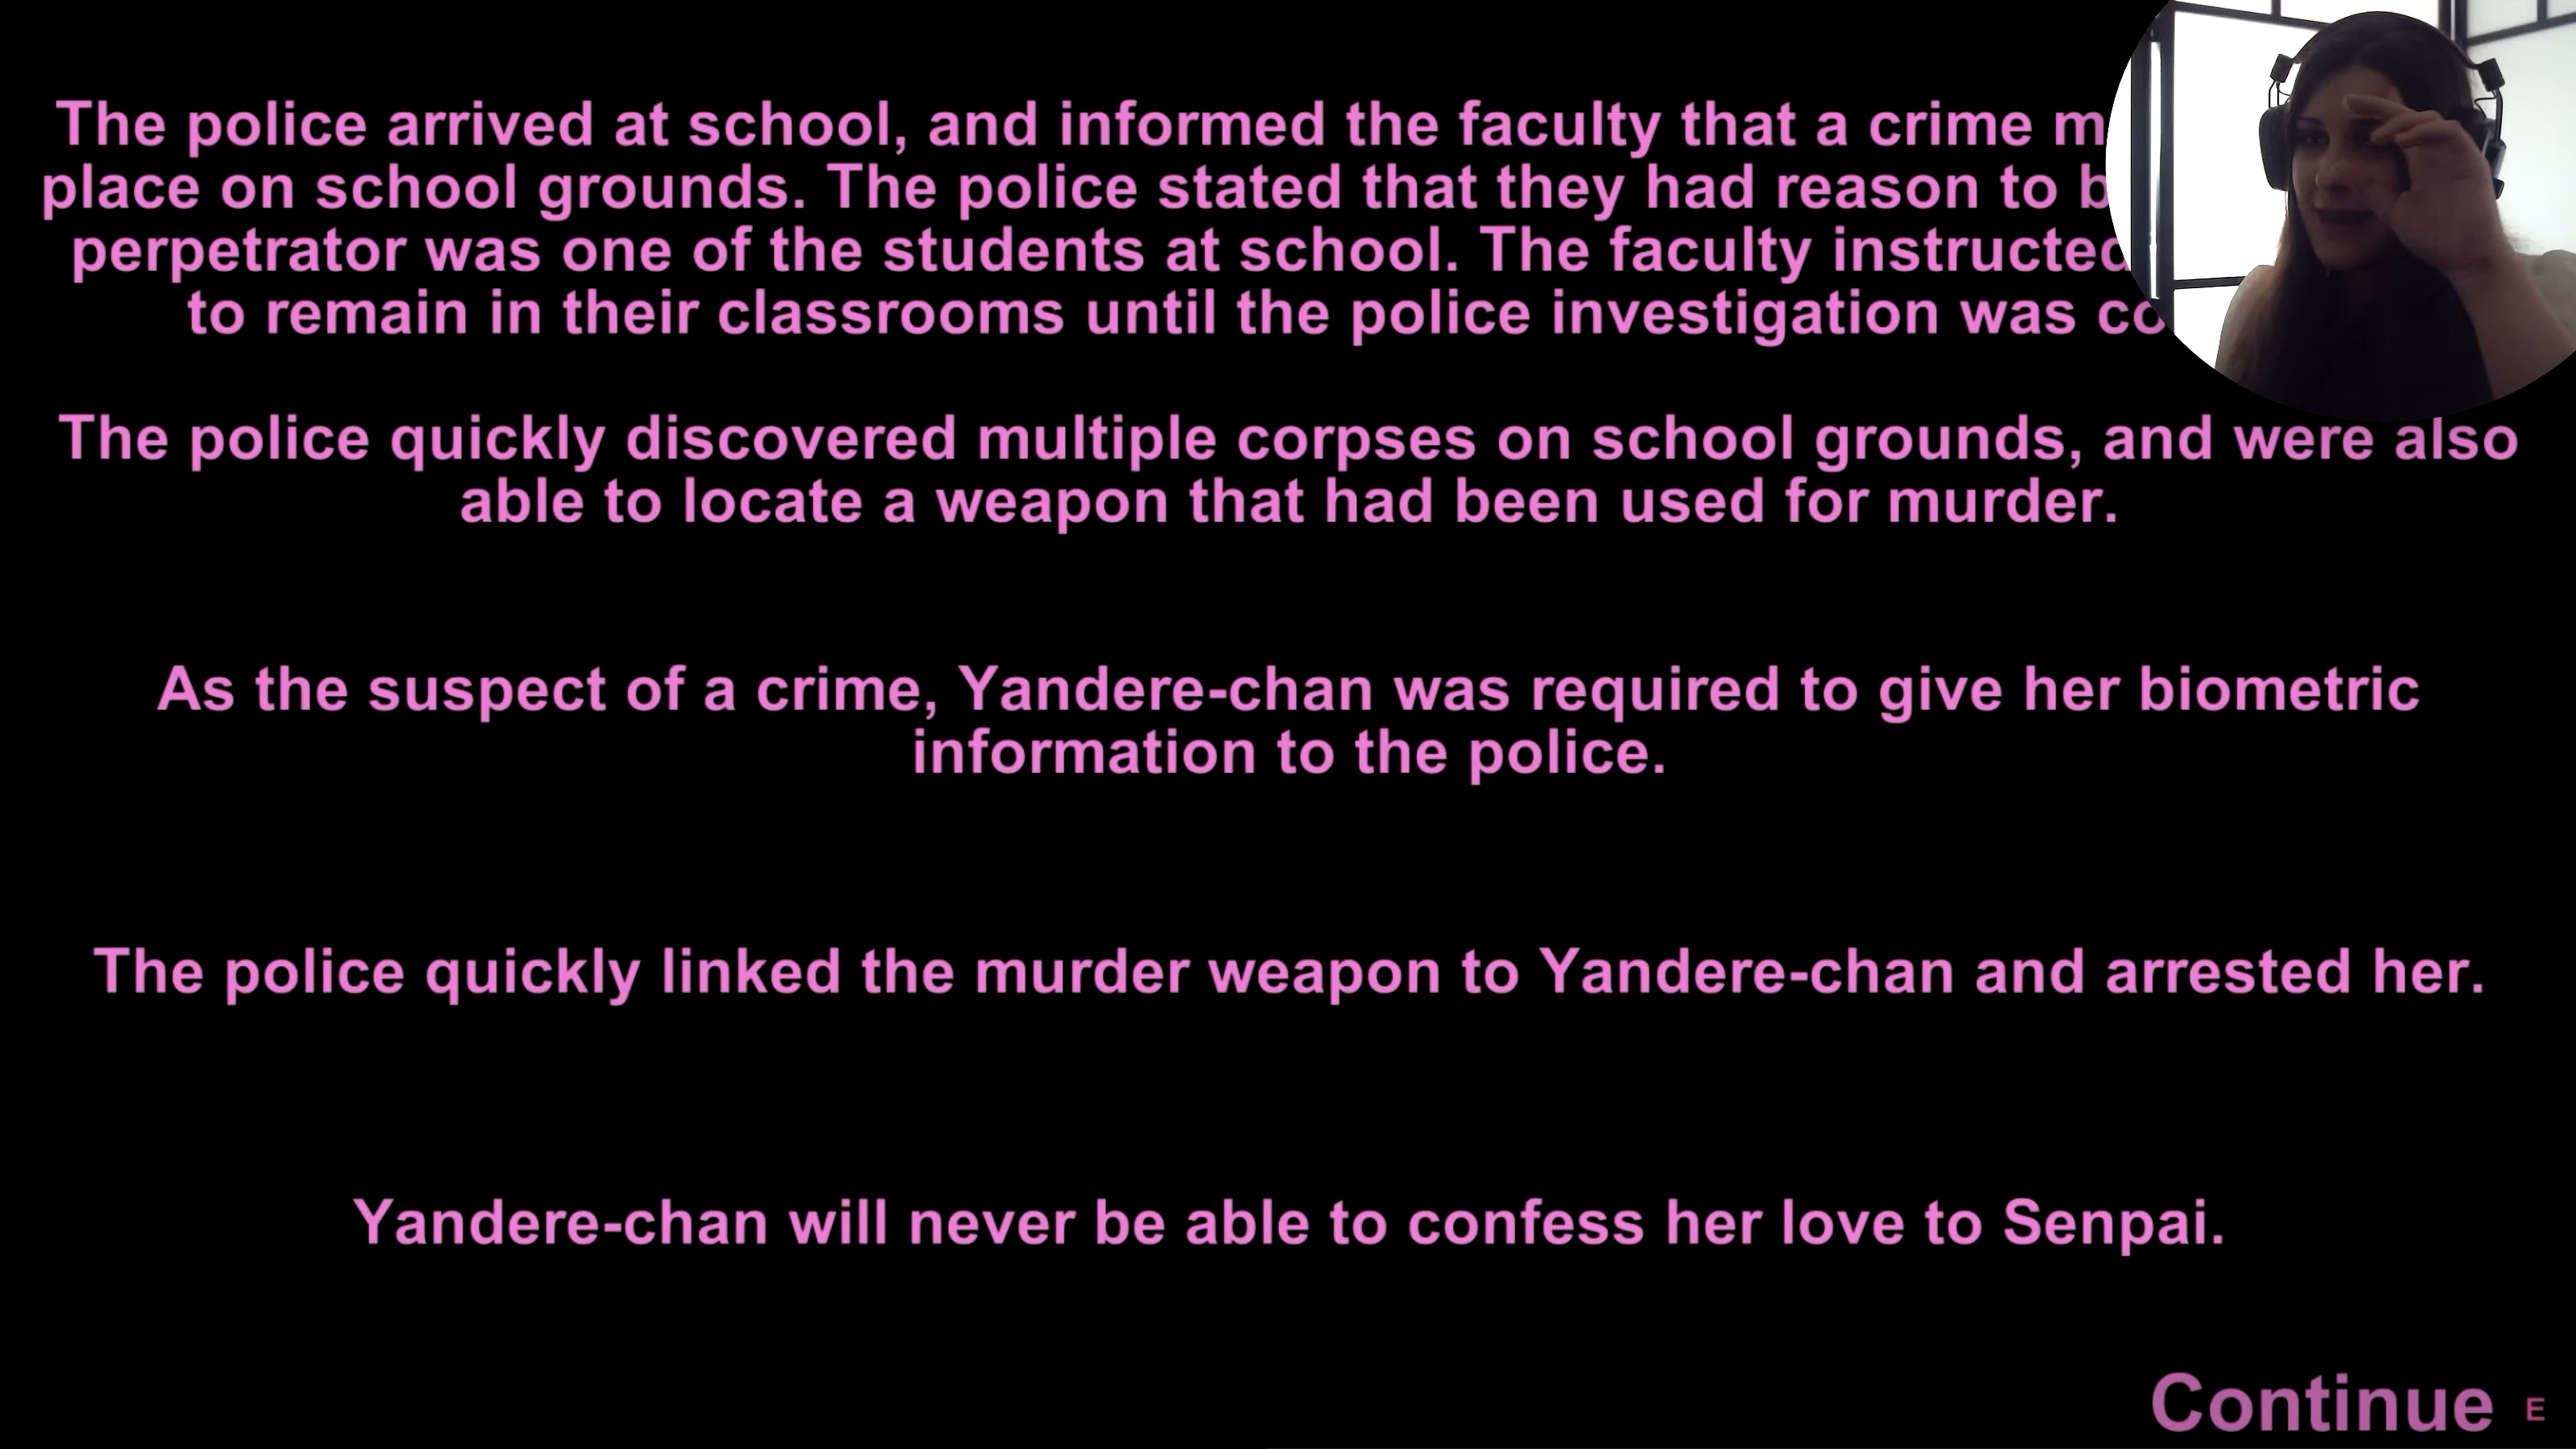 The police arrived at school, and informed the faculty that a crime
place on school grounds. The police stated that they had reason to
perpetrator was one of the students at school. The faculty instructed
to remain in their classrooms until the police investigation was
The police quickly discovered multiple corpses on school grounds, and were also
able to locate a weapon that had been used for murder.
As the suspect of a crime, Yandere-chan was required to give her biometric
information to the police.
The police quickly linked the murder weapon to Yandere-chan and arrested her.
Yandere-chan will never be able to confess her love to Senpai.
Continue E